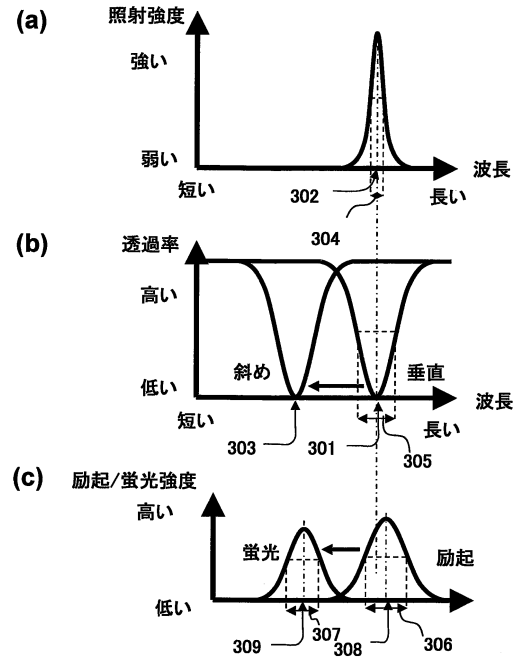 (a)
照射強度
強い
弱い
波長
短い
302
長い
304
(b)
透過率
高い
斜め
垂直
低い
波長
短い
長い
303
301
305
(c)
励起/蛍光強度
高い
蛍光
励起
低い
309
307
308
306